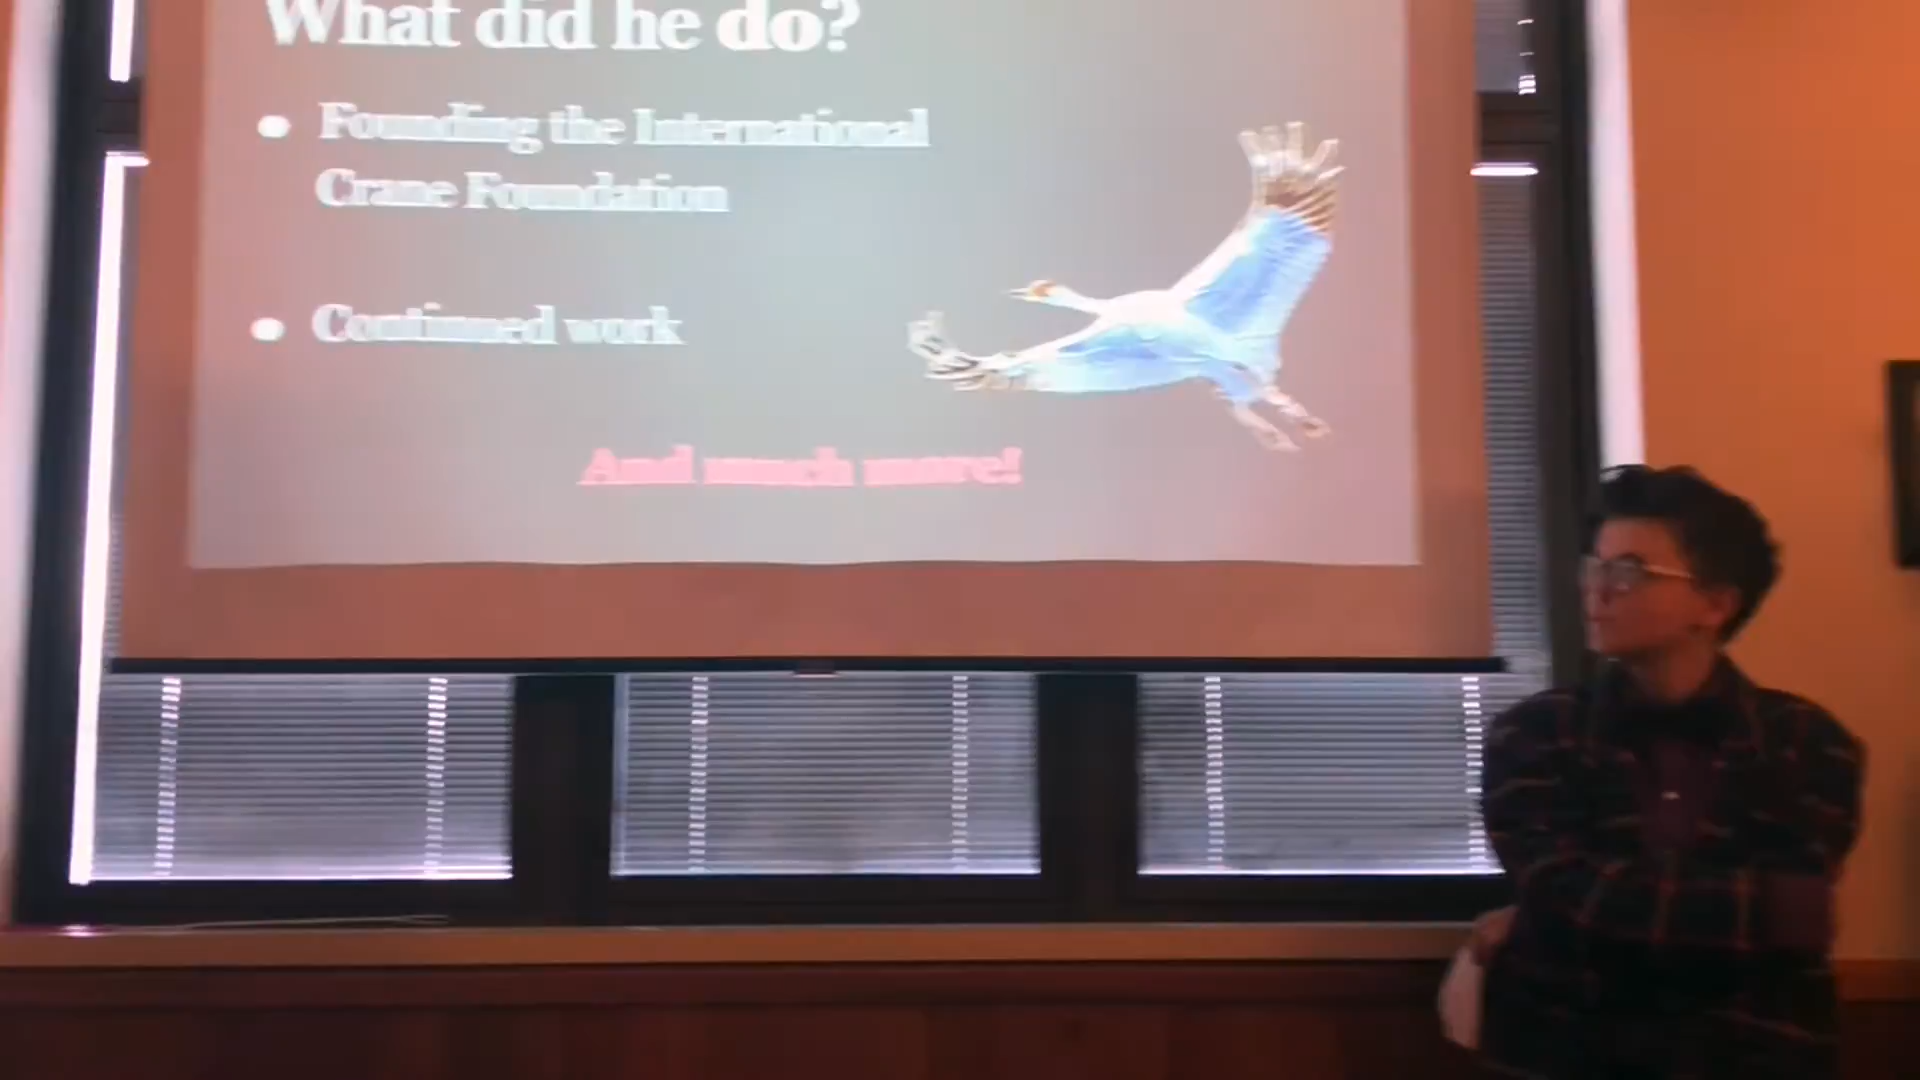 What did he do?
Founding the International
Crane Foundation
Continued work
And much more!